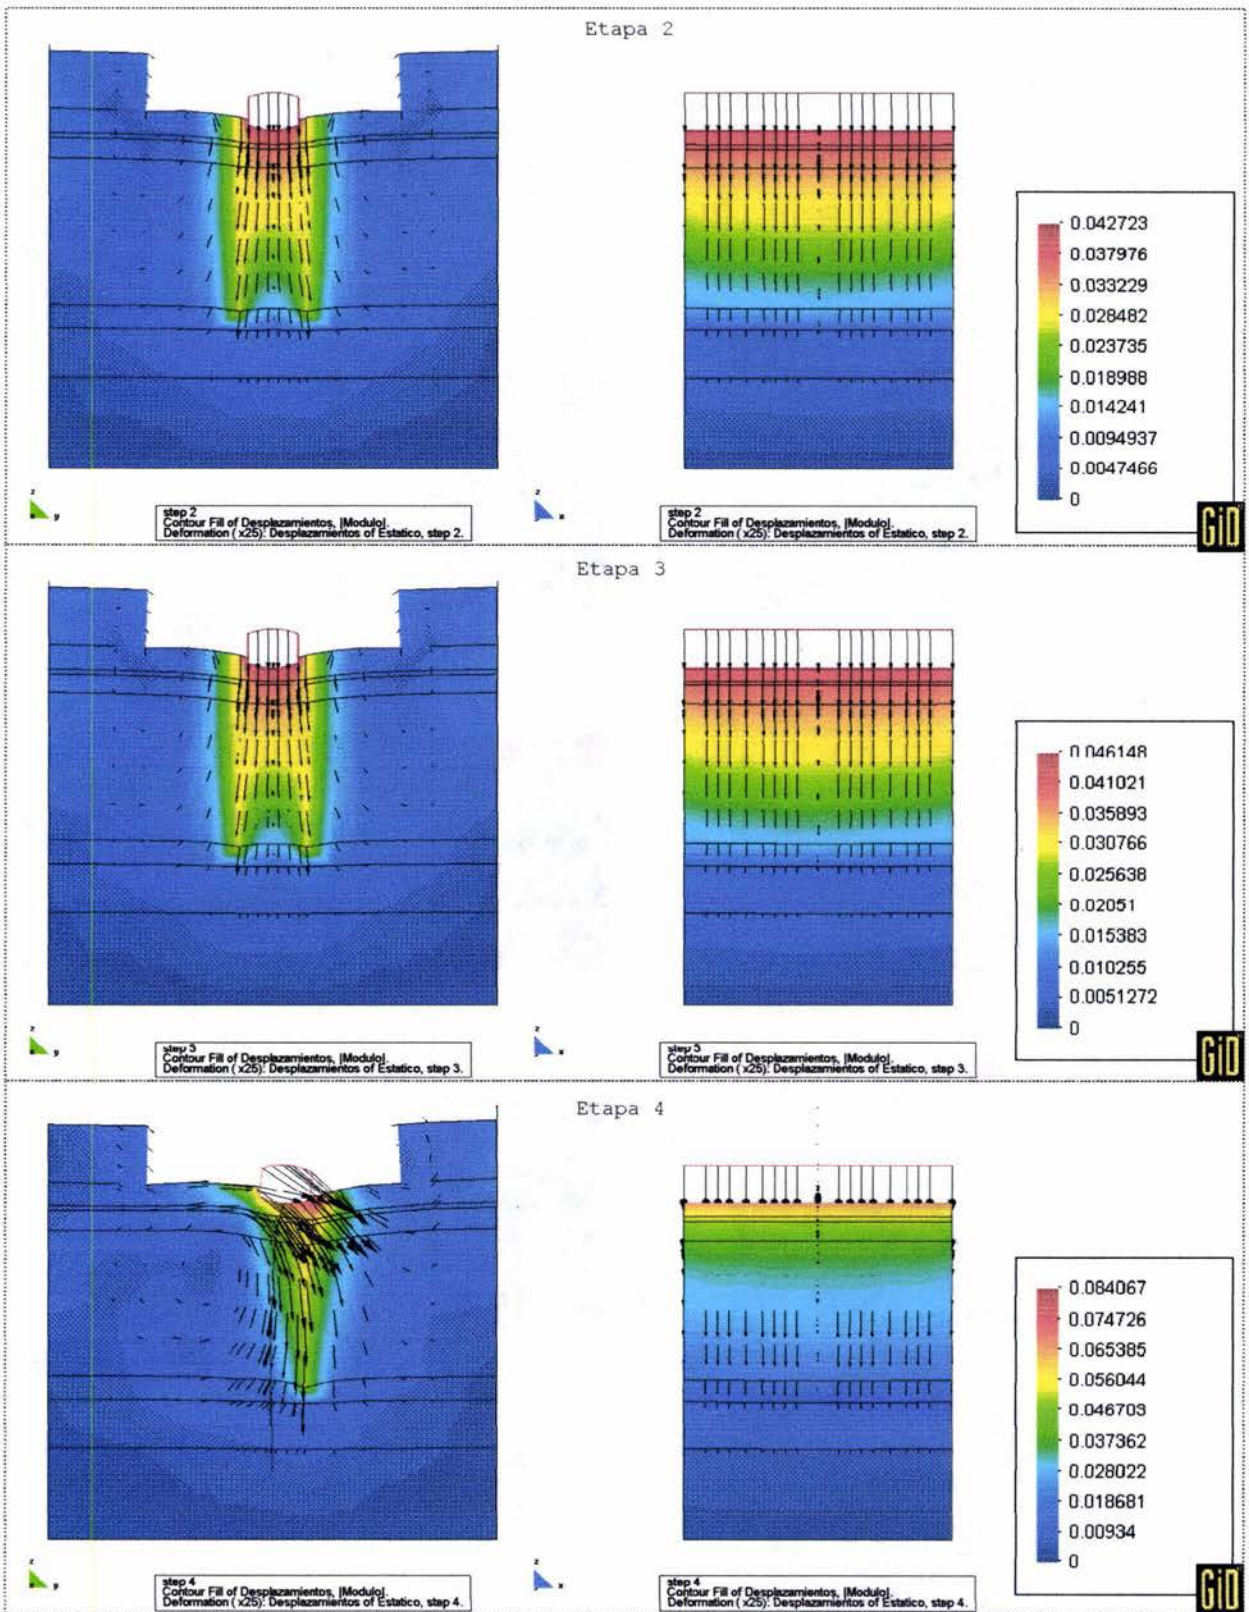 Etapa 2
0.042723
0.037976
0.033229
0.028482
0.023735
0.018988
0.014241
0.0094937
0.0047466
0
z
y
step 2
Contour Fill of Desplazamientos, |Modulo|.
Deformation ( x25): Desplazamientos of Estatico, step 2.
z
x
step 2
Contour Fill of Desplazamientos, |Modulo|.
Deformation ( x25): Desplazamientos of Estatico, step 2.
GiD
Etapa 3
0.046148
0.041021
0.035893
0.030766
0.025638
0.02051
0.015383
0.010255
0.0051272
0
z
y
step 3
Contour Fill of Desplazamientos, |Modulo|.
Deformation ( x25): Desplazamientos of Estatico, step 3.
z
x
step 3
Contour Fill of Desplazamientos, |Modulo|.
Deformation ( x25): Desplazamientos of Estatico, step 3.
GiD
Etapa 4
0.084067
0.074726
0.065385
0.056044
0.046703
0.037362
0.028022
0.018681
0.00934
0
z
y
step 4
Contour Fill of Desplazamientos, |Modulo|.
Deformation ( x25): Desplazamientos of Estatico, step 4.
z
x
step 4
Contour Fill of Desplazamientos, |Modulo|.
Deformation ( x25): Desplazamientos of Estatico, step 4.
GiD